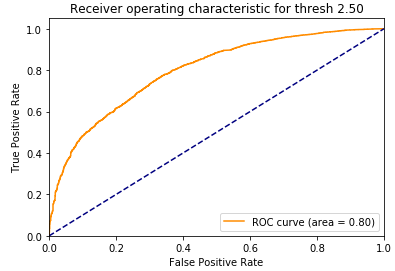 Receiver operating characteristic for thresh 2.50
True Positive Rate
1.0
0.8
0.6
0.4
0.2
0.0
0.0 0.2 0.4 0.6 0.8 1.0
False Positive Rate
ROC curve (area = 0.80)